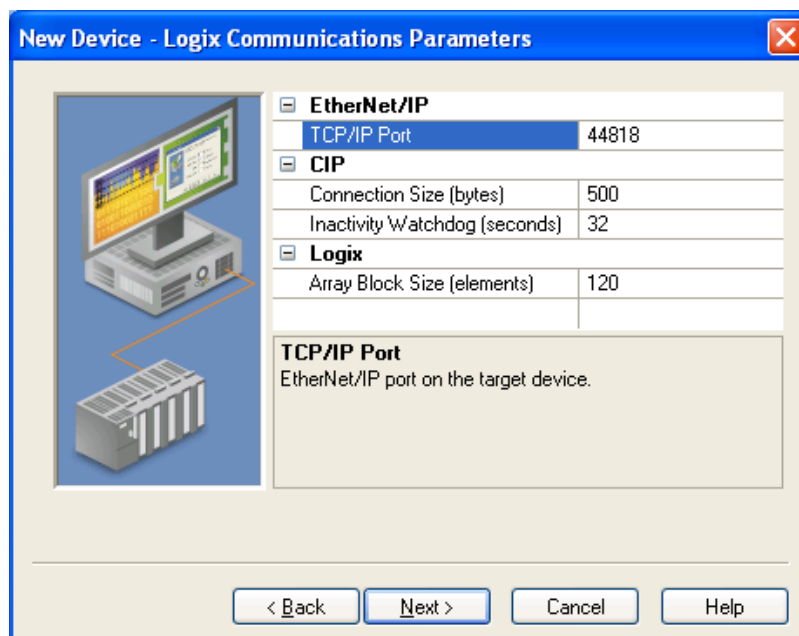 New Device - Logix Communications Parameters
EtherNet/IP
TCP/IP Port 44818
CIP
Connection Size (bytes) 500
Inactivity Watchdog (seconds) 32
Logix
Array Block Size (elements) 120
TCP/IP Port
EtherNet/IP port on the target device.
< Back Next > Cancel Help